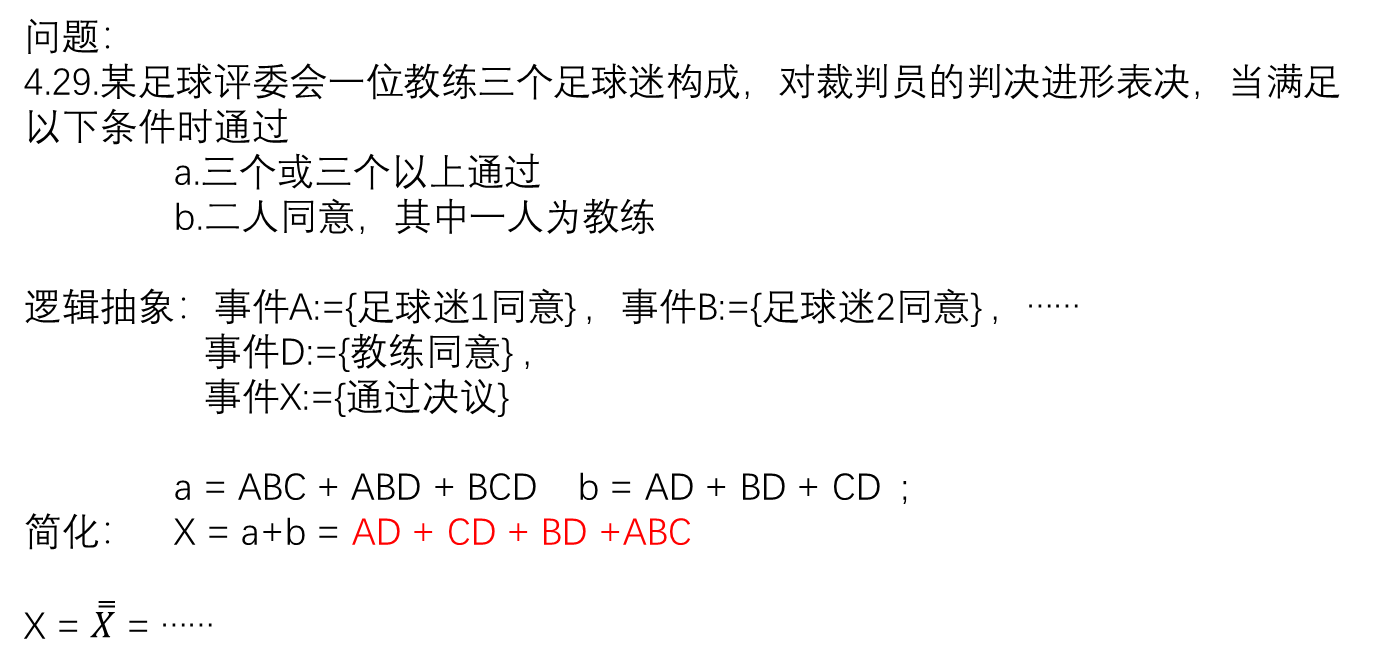 问题：
4.29.某足球评委会一位教练三个足球迷构成，对裁判员的判决进形表决，当满足
以下条件时通过
a.三个或三个以上通过
b.二人同意，其中一人为教练
逻辑抽象：事件A:={足球迷1同意}，事件B:={足球迷2同意}，……
事件D:={教练同意}，
事件X:={通过决议}
a = ABC + ABD + BCD b = AD + BD + CD ；
简化： X = a+b = AD + CD + BD +ABC
X = X̿ = ……